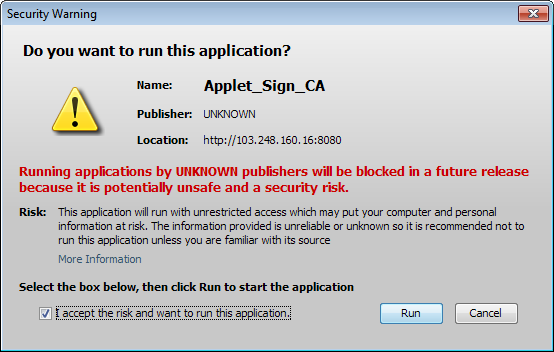 Security Warning
Do you want to run this application?
Name: Applet_Sign_CA
Publisher: UNKNOWN
Location: http://103.248.160.16:8080
Running applications by UNKNOWN publishers will be blocked in a future release
because it is potentially unsafe and a security risk.
Risk: This application will run with unrestricted access which may put your computer and personal
information at risk. The information provided is unreliable or unknown so it is recommended not to
run this application unless you are familiar with its source
More Information
Select the box below, then click Run to start the application
I accept the risk and want to run this application.
Run Cancel